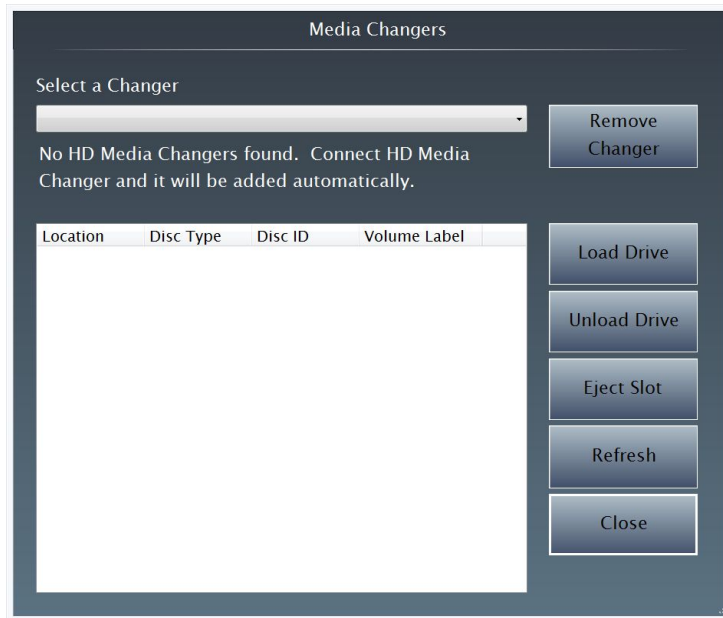 Media Changers
Select a Changer
Remove
Changer
No HD Media Changers found.  Connect HD Media
Changer and it will be added automatically.
Location Disc Type Disc ID Volume Label
Load Drive
Unload Drive
Eject Slot
Refresh
Close